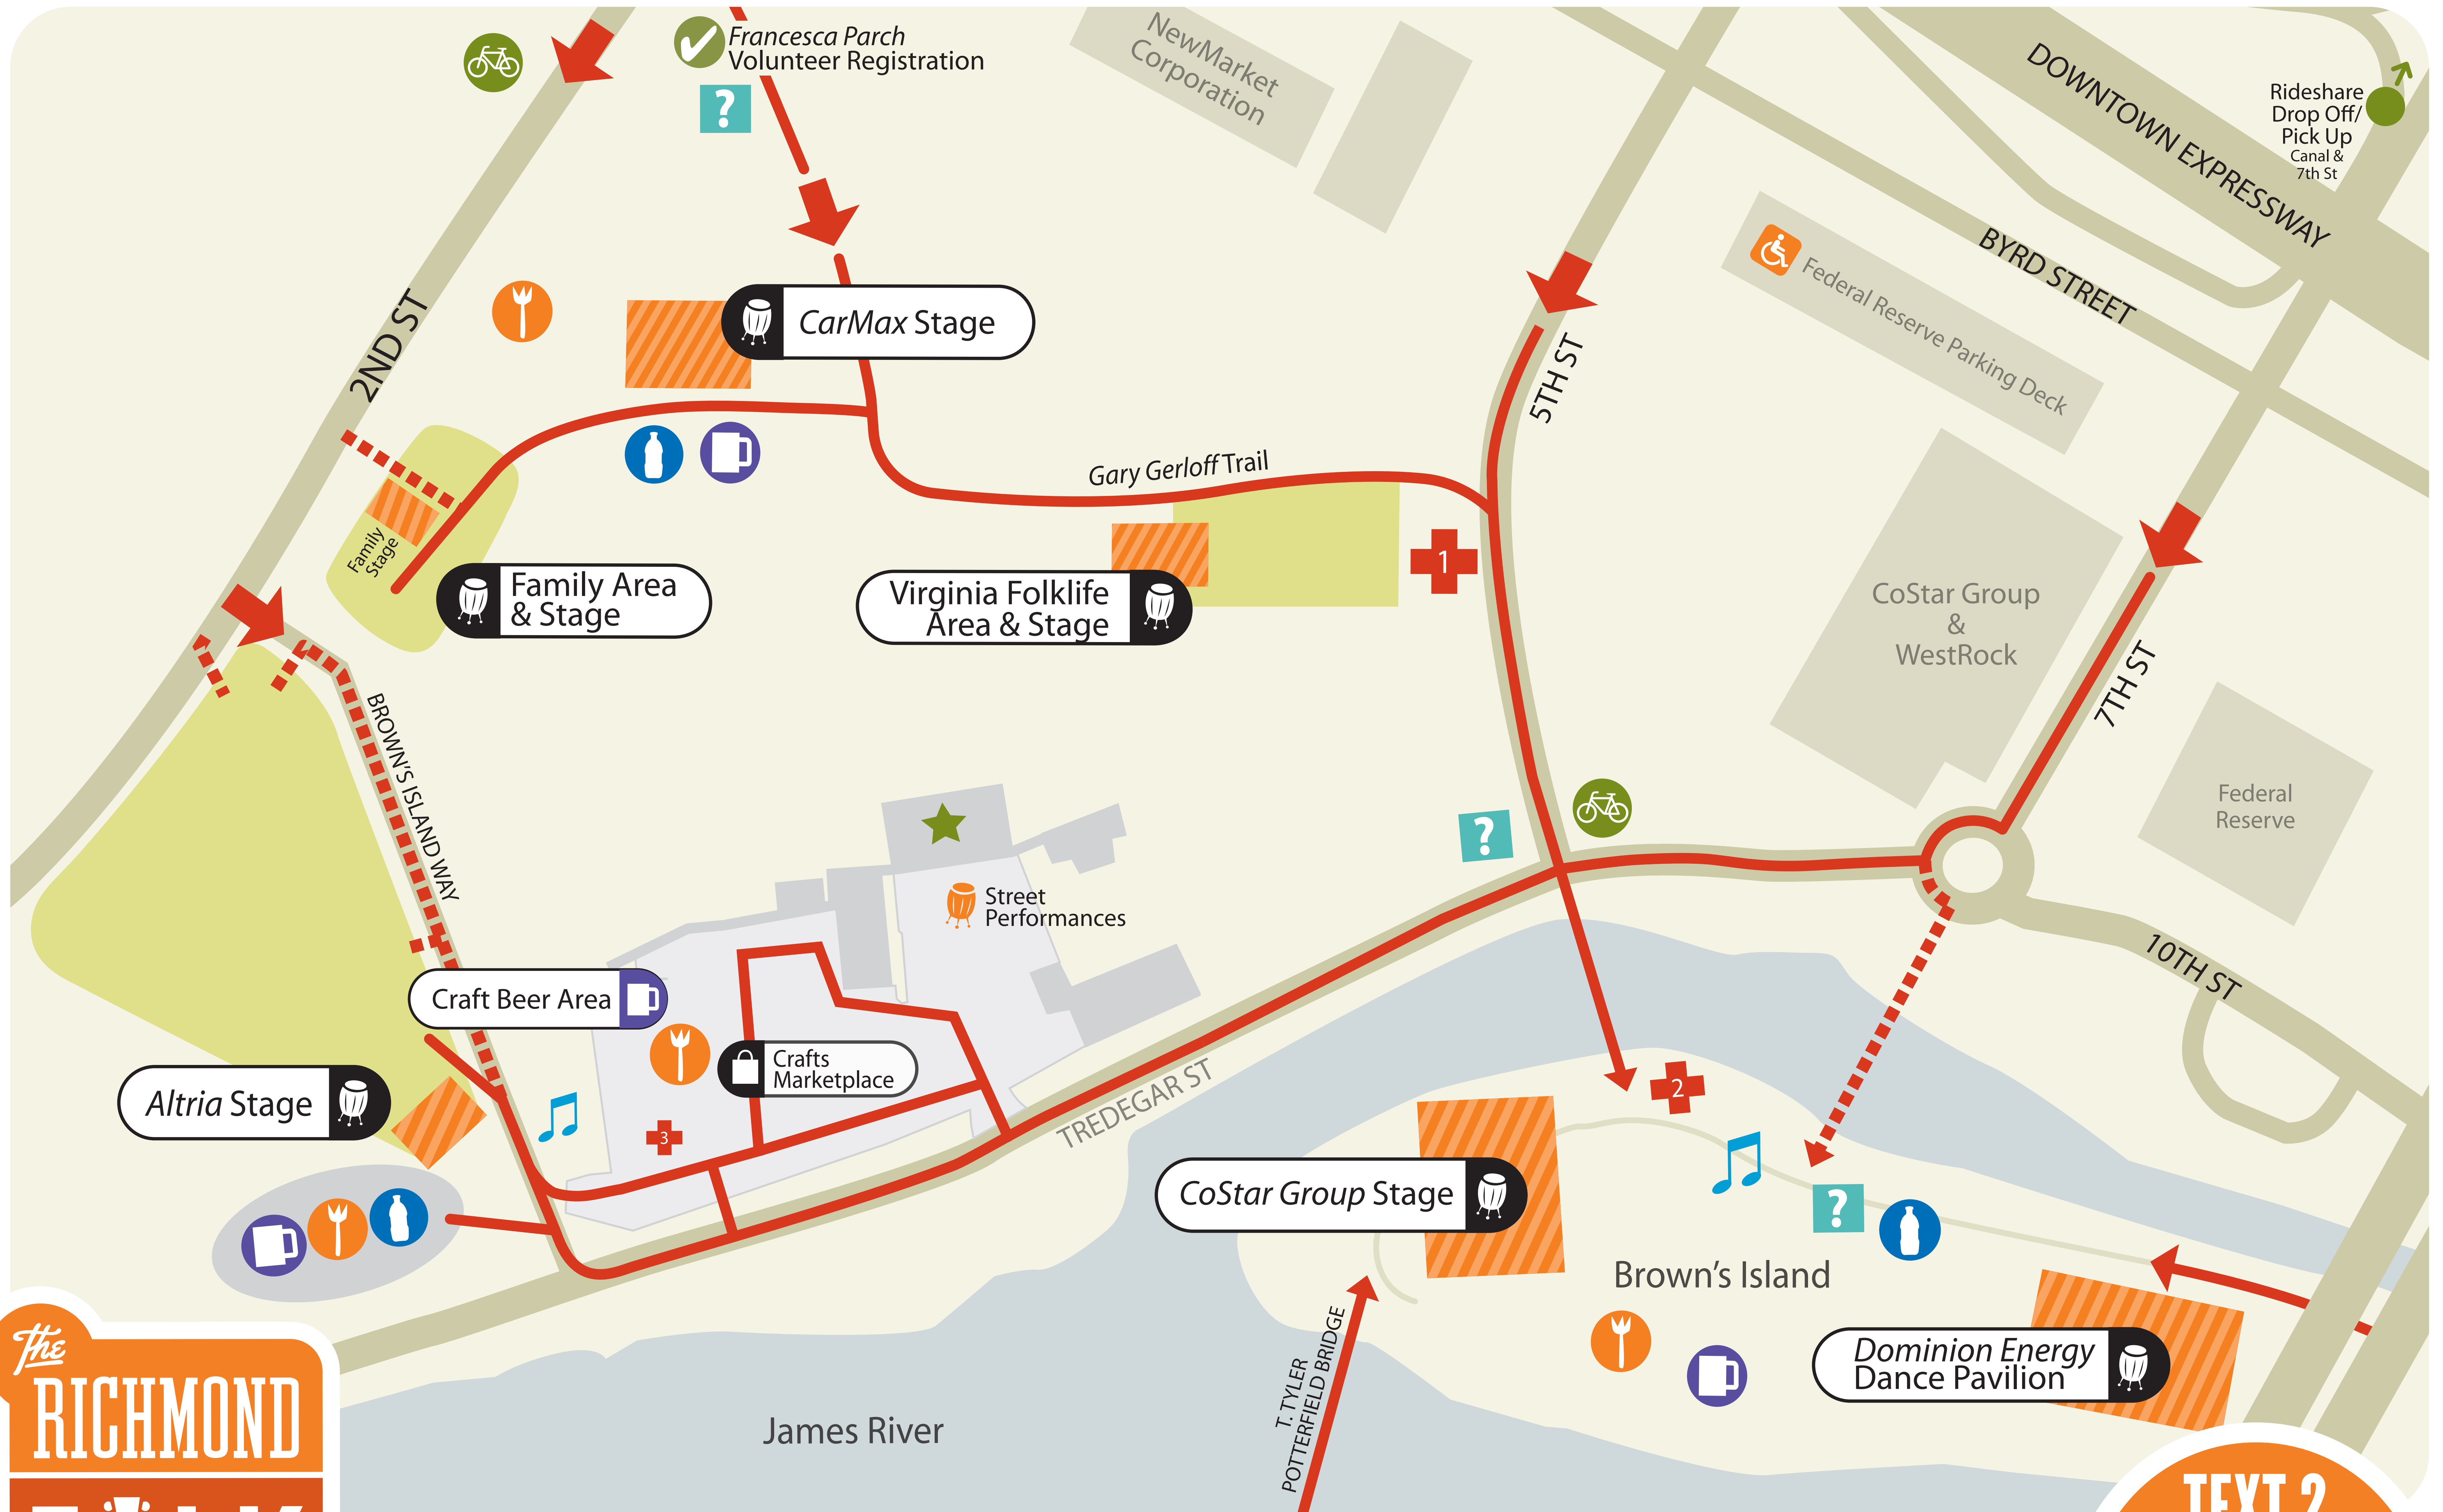 Francesca Parch
Volunteer Registration
?
NewMarket
Corporation
DOWNTOWN EXPRESSWAY
Rideshare
Drop Off/
Pick Up
Canal &
7th St
BYRD STREET
Federal Reserve Parking Deck
2ND ST
CarMax Stage
5TH ST
Gary Gerloff Trail
Family
Stage
Family Area
& Stage
Virginia Folklife
Area & Stage
1
CoStar Group
&
WestRock
7TH ST
Federal
Reserve
BROWN'S ISLAND WAY
?
Street
Performances
10TH ST
Craft Beer Area
Crafts
Marketplace
Altria Stage
3
TREDEGAR ST
2
CoStar Group Stage
?
Brown's Island
Dominion Energy
Dance Pavilion
T. TYLER
POTTERFIELD BRIDGE
James River
The
RICHMOND
FOLK
TEXT 2